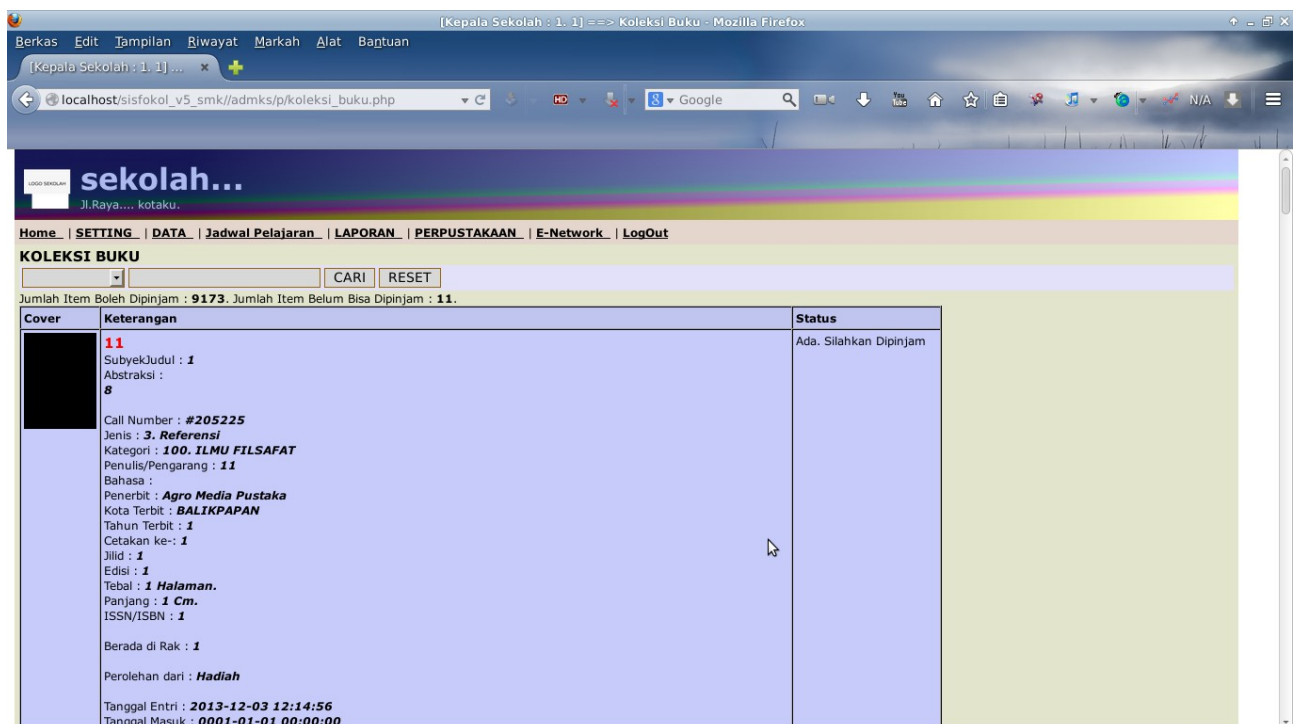 [Kepala Sekolah : 1. 1] ==> Koleksi Buku - Mozilla Firefox
Berkas Edit Tampilan Riwayat Markah Alat Bantuan
[Kepala Sekolah : 1. 1] ...
localhost/sisfokol_v5_smk//admks/p/koleksi_buku.php
HD
8 Google
You Tube
N/A
LOGO SEKOLAH
sekolah...
Jl.Raya.... kotaku.
Home | SETTING | DATA | Jadwal Pelajaran | LAPORAN | PERPUSTAKAAN | E-Network | LogOut
KOLEKSI BUKU
CARI RESET
Jumlah Item Boleh Dipinjam : 9173. Jumlah Item Belum Bisa Dipinjam : 11.
Cover Keterangan Status
11 Ada. Silahkan Dipinjam
SubyekJudul : 1
Abstraksi :
8
Call Number : #205225
Jenis : 3. Referensi
Kategori : 100. ILMU FILSAFAT
Penulis/Pengarang : 11
Bahasa :
Penerbit : Agro Media Pustaka
Kota Terbit : BALIKPAPAN
Tahun Terbit : 1
Cetakan ke-: 1
Jilid : 1
Edisi : 1
Tebal : 1 Halaman.
Panjang : 1 Cm.
ISSN/ISBN : 1
Berada di Rak : 1
Perolehan dari : Hadiah
Tanggal Entri : 2013-12-03 12:14:56
Tanggal Masuk : 0001-01-01 00:00:00